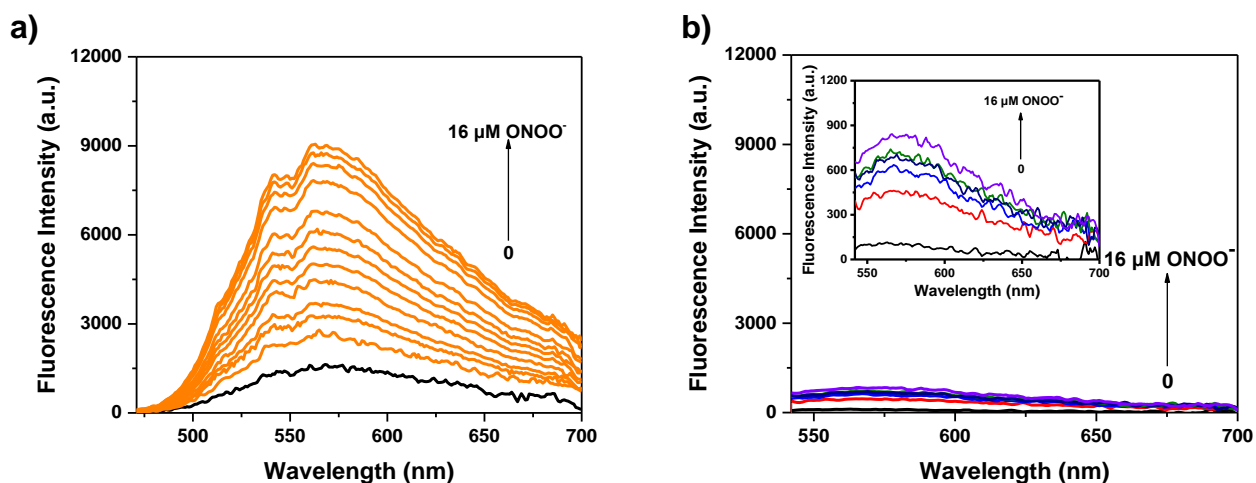 a)
Fluorescence Intensity (a.u.)
12000
9000
6000
3000
0
16 µM ONOO⁻
0
500 550 600 650 700
Wavelength (nm)
b)
Fluorescence Intensity (a.u.)
12000
9000
6000
3000
0
Fluorescence Intensity (a.u.)
1200
900
600
300
0
16 µM ONOO⁻
0
550 600 650 700
Wavelength (nm)
16 µM ONOO⁻
0
550 600 650 700
Wavelength (nm)